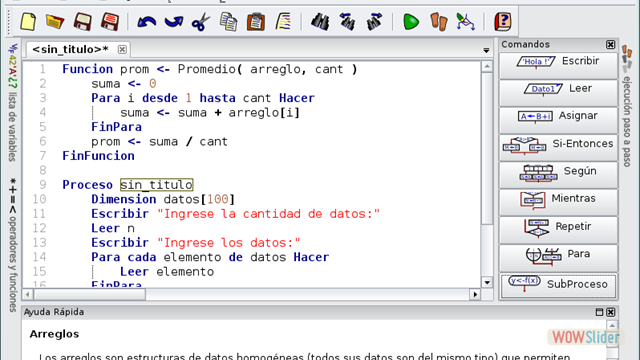 <sin_titulo>*
Comandos
1 Funcion prom <- Promedio( arreglo, cant )
2 suma <- 0
3 Para i desde 1 hasta cant Hacer
4 suma <- suma + arreglo[i]
5 FinPara
6 prom <- suma / cant
7 FinFuncion
8
9 Proceso sin_titulo
10 Dimension datos[100]
11 Escribir "Ingrese la cantidad de datos:"
12 Leer n
13 Escribir "Ingrese los datos:"
14 Para cada elemento de datos Hacer
15 Leer elemento
16 FinPara
lista de variables
operadores y funciones
'Hola !' Escribir
Dato1 Leer
A←B+i Asignar
Si-Entonces
Según
Mientras
Repetir
Para
y<-f(x) SubProceso
ejecución paso a paso
Ayuda Rápida
Arreglos
Los arreglos son estructuras de datos homogéneas (todos sus datos son del mismo tipo) que permiten
WOWSlider